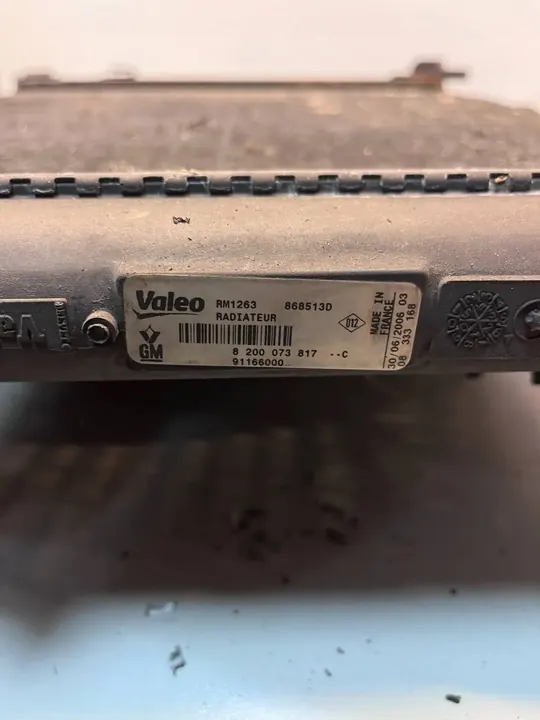 Valeo RM1263 868513D
RADIATEUR
GM 8 200 073 817 --C
91166000
D12
MADE IN
FRANCE
30/06/2006 03
08 333 168